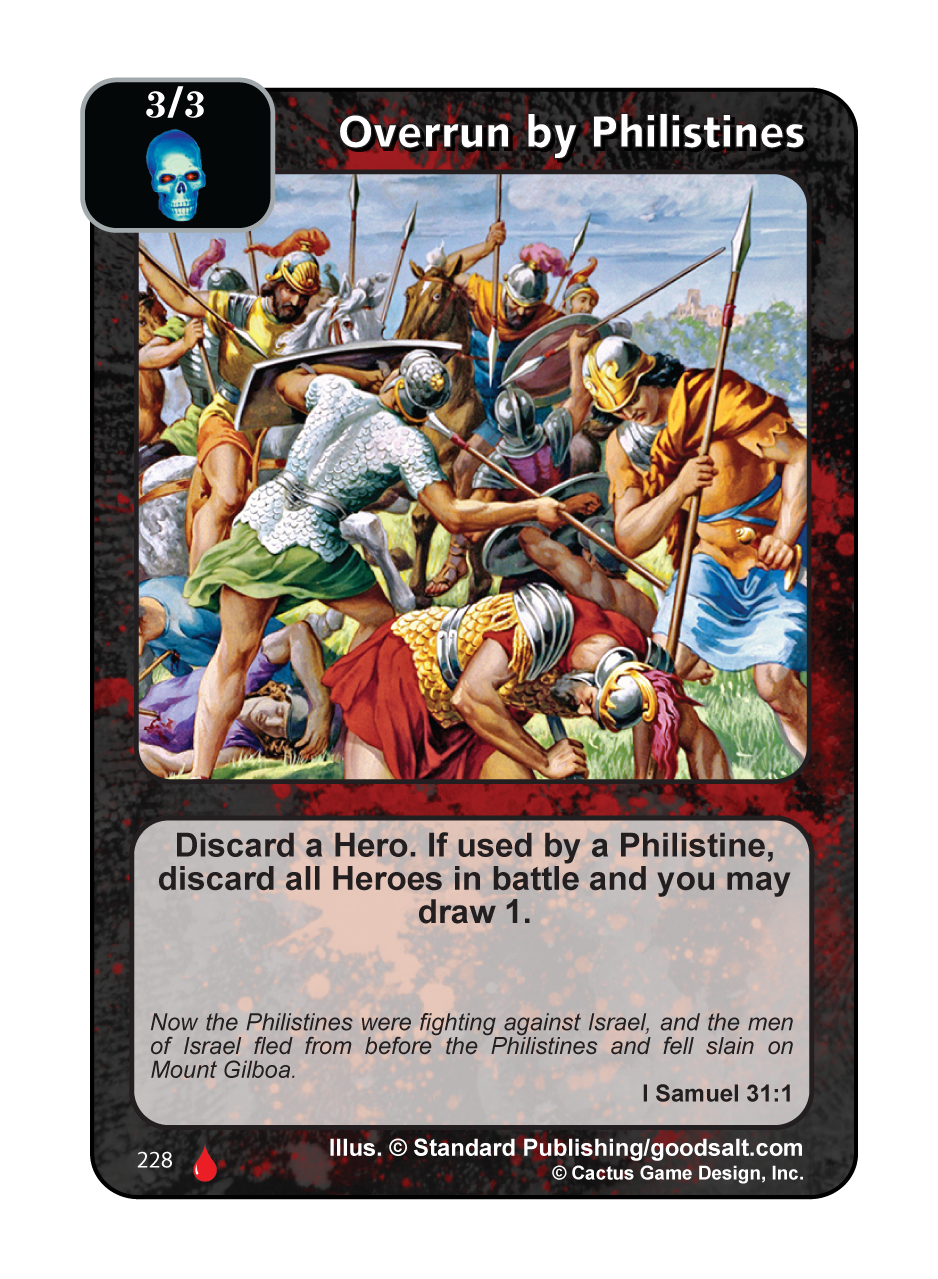 3/3
Overrun by Philistines
Discard a Hero. If used by a Philistine,
discard all Heroes in battle and you may
draw 1.
Now the Philistines were fighting against Israel, and the men
of Israel fled from before the Philistines and fell slain on
Mount Gilboa.
I Samuel 31:1
228
Illus. © Standard Publishing/goodsalt.com
© Cactus Game Design, Inc.